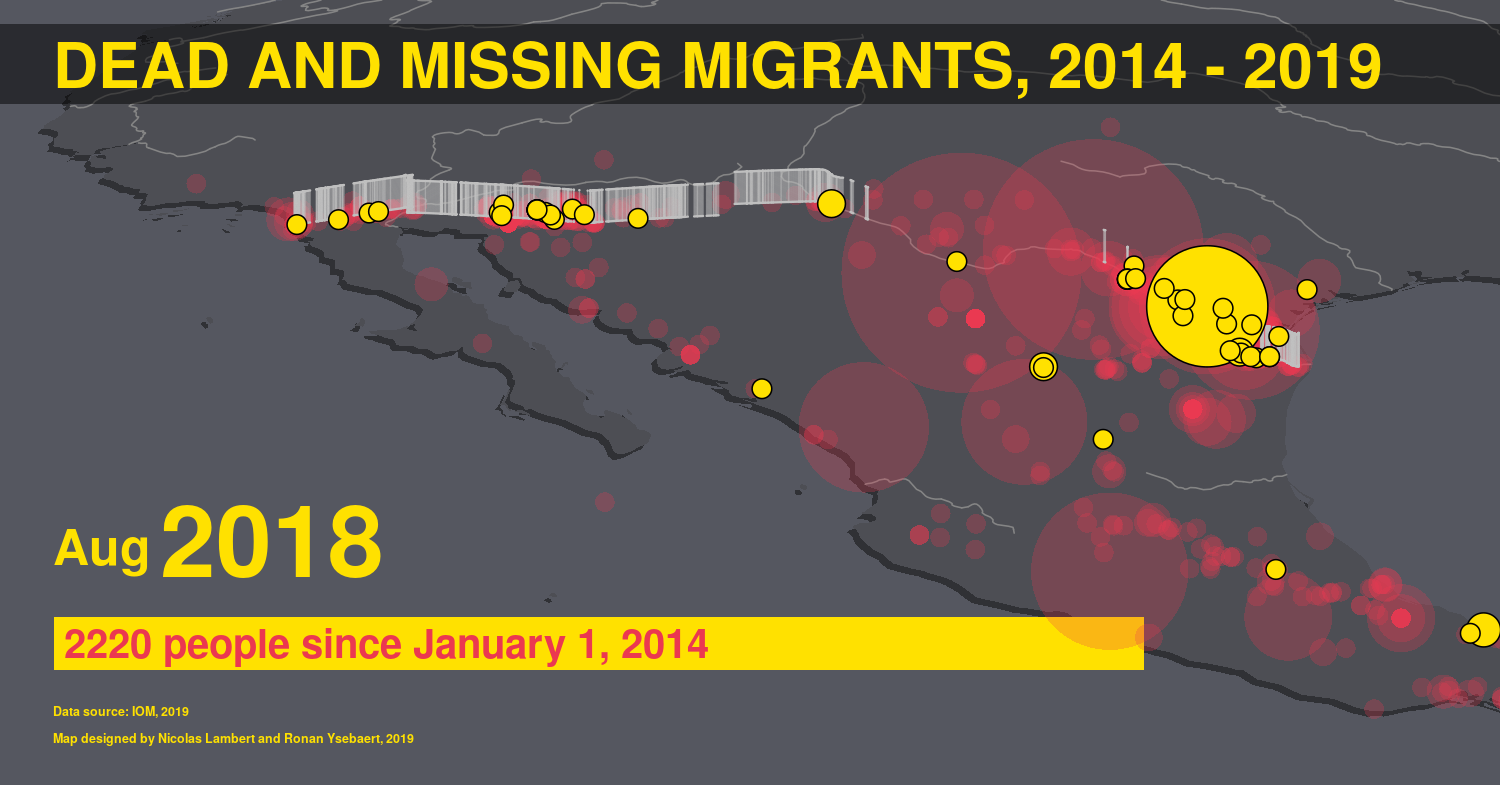 DEAD AND MISSING MIGRANTS, 2014 - 2019
Aug 2018
2220 people since January 1, 2014
Data source: IOM, 2019
Map designed by Nicolas Lambert and Ronan Ysebaert, 2019